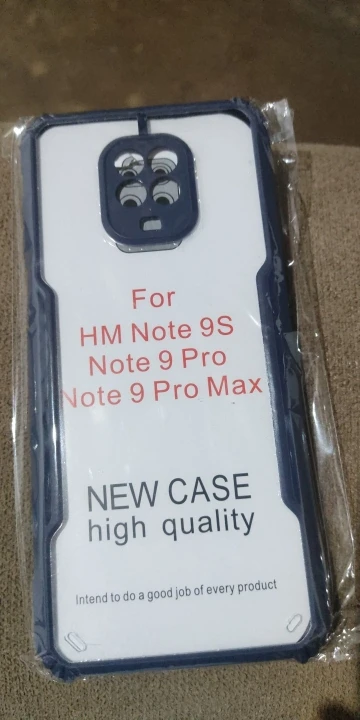 For
HM Note 9S
Note 9 Pro
Note 9 Pro Max
NEW CASE
high quality
Intend to do a good job of every product